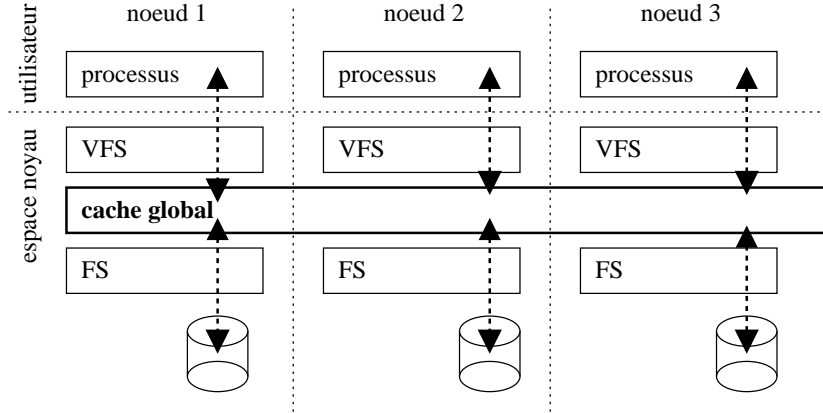 noeud 1 noeud 2 noeud 3
utilisateur
processus processus processus
espace noyau
VFS VFS VFS
cache global
FS FS FS